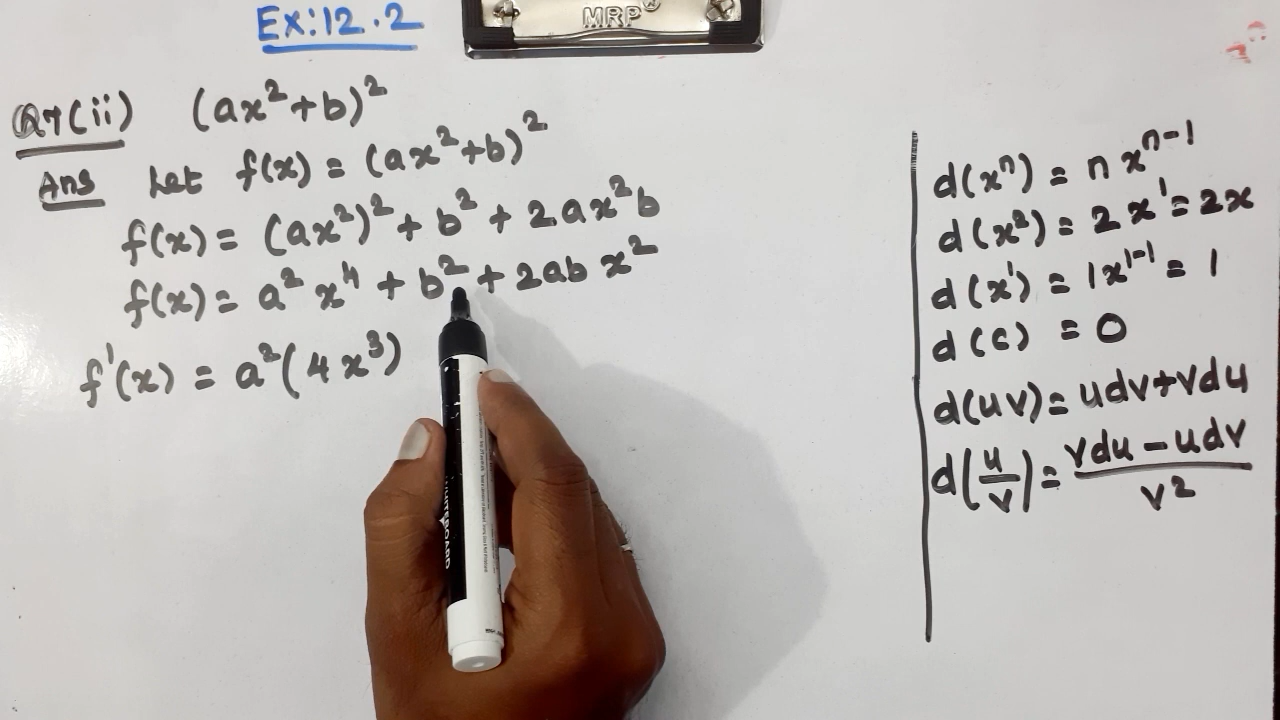 Ex:12.2
MRP
Q7(ii) (ax²+b)²
Ans Let f(x) = (ax²+b)²
f(x) = (ax²)² + b² + 2ax²b
f(x) = a² x⁴ + b² + 2ab x²
f'(x) = a²(4x³)
d(xⁿ) = n xⁿ⁻¹
d(x²) = 2x¹ = 2x
d(x¹) = 1x¹⁻¹ = 1
d(c) = 0
d(uv) = udv+vdu
d(u/v) = vdu - udv / v²